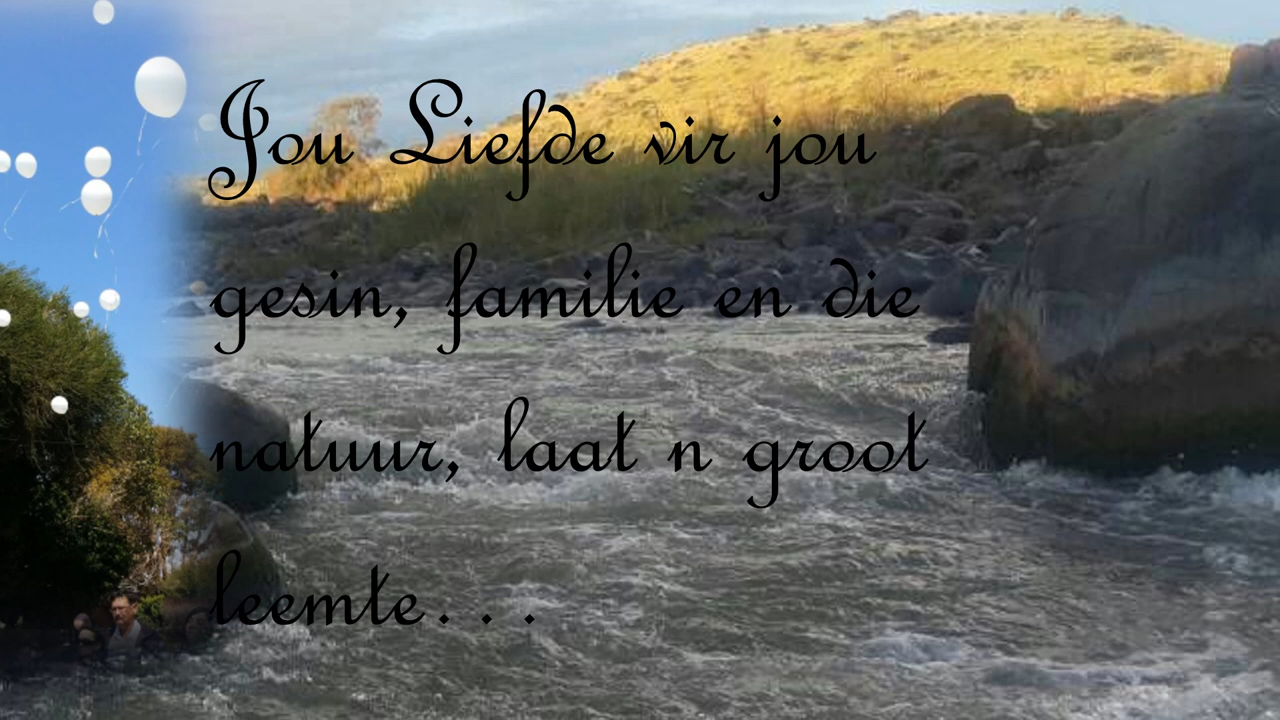 Jou Liefde vir jou
gesin, familie en die
natuur, laat n groot
leemte...